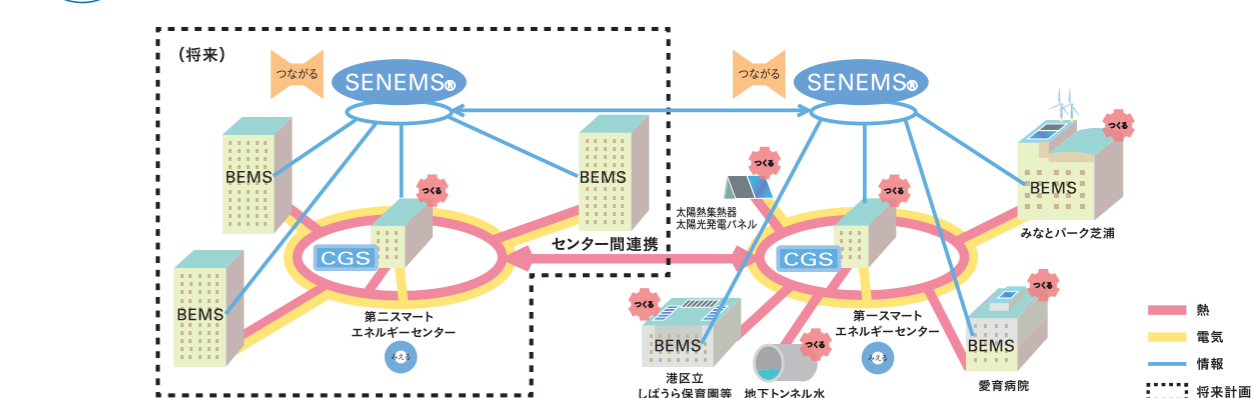 (将来)
つながる
SENEMS®
つながる
SENEMS®
つくる
BEMS
BEMS
つくる
つくる
つくる
BEMS
太陽熱集熱器
太陽光発電パネル
みなとパーク芝浦
センター間連携
CGS
CGS
BEMS
つくる
つくる
第二スマート
エネルギーセンター
第一スマート
エネルギーセンター
熱
電気
情報
将来計画
BEMS
つくる
BEMS
みえる
みえる
港区立
しばうら保育園等
地下トンネル水
愛育病院